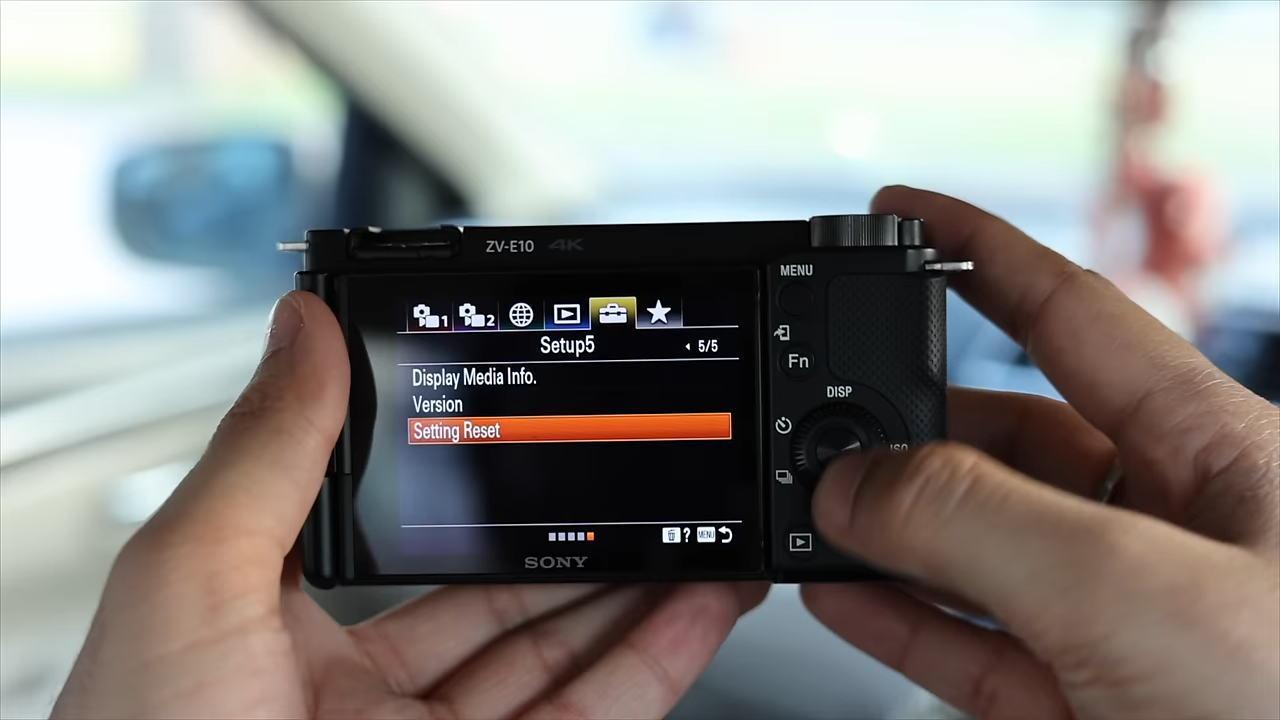 ZV-E10 4K
MENU
1 2
Setup5 5/5
Display Media Info.
Version
Setting Reset
Fn
DISP
ISO
? MENU
SONY